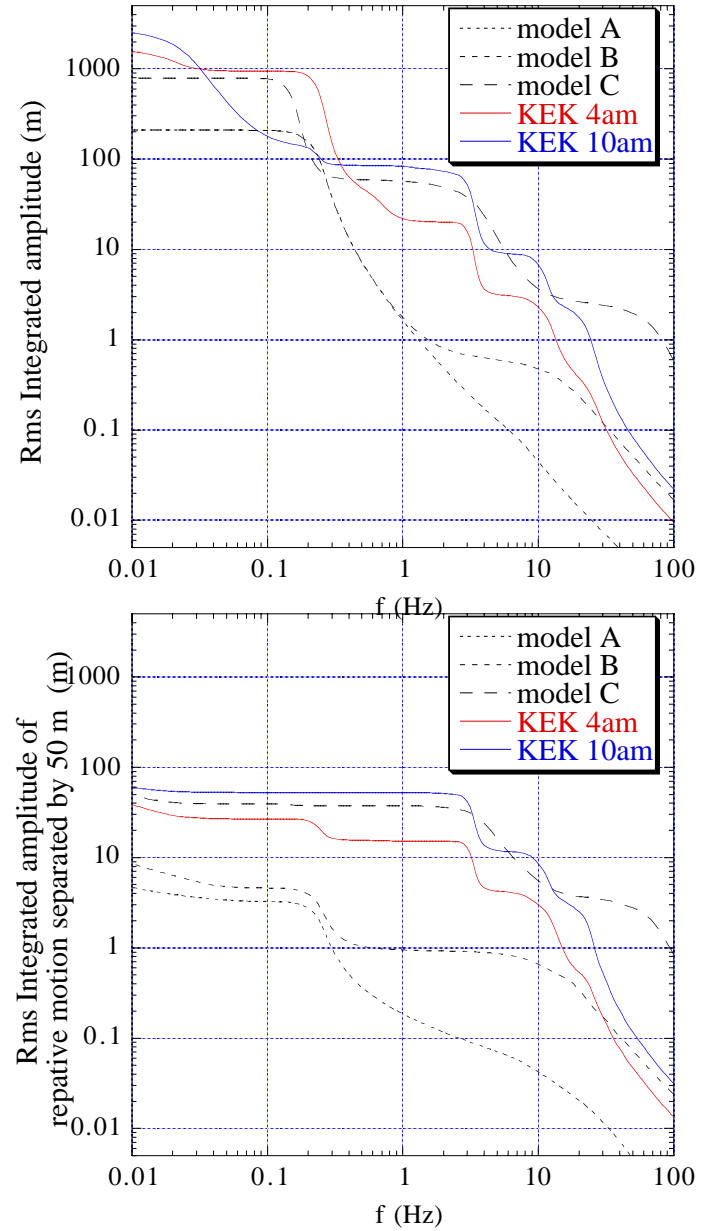 model A
model B
model C
KEK 4am
KEK 10am
1000
100
10
1
0.1
0.01
Rms Integrated amplitude (m)
0.01
0.1
1
10
100
f (Hz)
model A
model B
model C
KEK 4am
KEK 10am
1000
100
10
1
0.1
0.01
Rms Integrated amplitude of
repative motion separated by 50 m (m)
0.01
0.1
1
10
100
f (Hz)